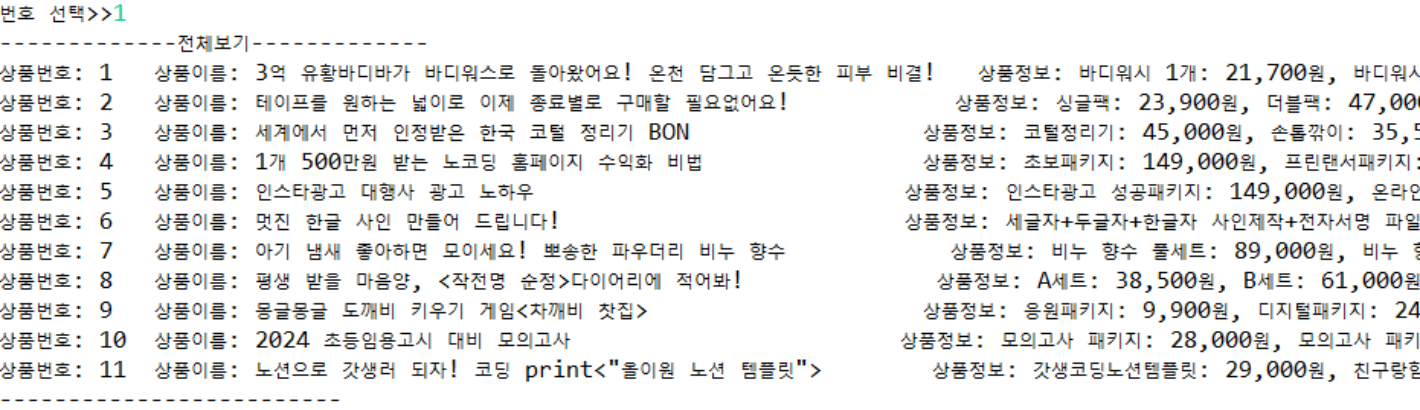 번호 선택>>1
-------------전체보기-------------
상품번호: 1 상품이름: 3억 유황바디바가 바디워스로 돌아왔어요! 온천 담그고 온듯한 피부 비결! 상품정보: 바디워시 1개: 21,700원, 바디워시
상품번호: 2 상품이름: 테이프를 원하는 넓이로 이제 종료별로 구매할 필요없어요! 상품정보: 싱글팩: 23,900원, 더블팩: 47,000
상품번호: 3 상품이름: 세계에서 먼저 인정받은 한국 코털 정리기 BON 상품정보: 코털정리기: 45,000원, 손톱깎이: 35,5
상품번호: 4 상품이름: 1개 500만원 받는 노코딩 홈페이지 수익화 비법 상품정보: 초보패키지: 149,000원, 프린랜서패키지:
상품번호: 5 상품이름: 인스타광고 대행사 광고 노하우 상품정보: 인스타광고 성공패키지: 149,000원, 온라인
상품번호: 6 상품이름: 멋진 한글 사인 만들어 드립니다! 상품정보: 세글자+두글자+한글자 사인제작+전자서명 파일
상품번호: 7 상품이름: 아기 냄새 좋아하면 모이세요! 뽀송한 파우더리 비누 향수 상품정보: 비누 향수 풀세트: 89,000원, 비누
상품번호: 8 상품이름: 평생 받을 마음양, <작전명 순정>다이어리에 적어봐! 상품정보: A세트: 38,500원, B세트: 61,000원
상품번호: 9 상품이름: 몽글몽글 도깨비 키우기 게임<차깨비 찻집> 상품정보: 응원패키지: 9,900원, 디지털패키지: 24
상품번호: 10 상품이름: 2024 초등임용고시 대비 모의고사 상품정보: 모의고사 패키지: 28,000원, 모의고사 패키
상품번호: 11 상품이름: 노션으로 갓생러 되자! 코딩 print<"올이원 노션 템플릿"> 상품정보: 갓생코딩노션템플릿: 29,000원, 친구랑
--------------------------